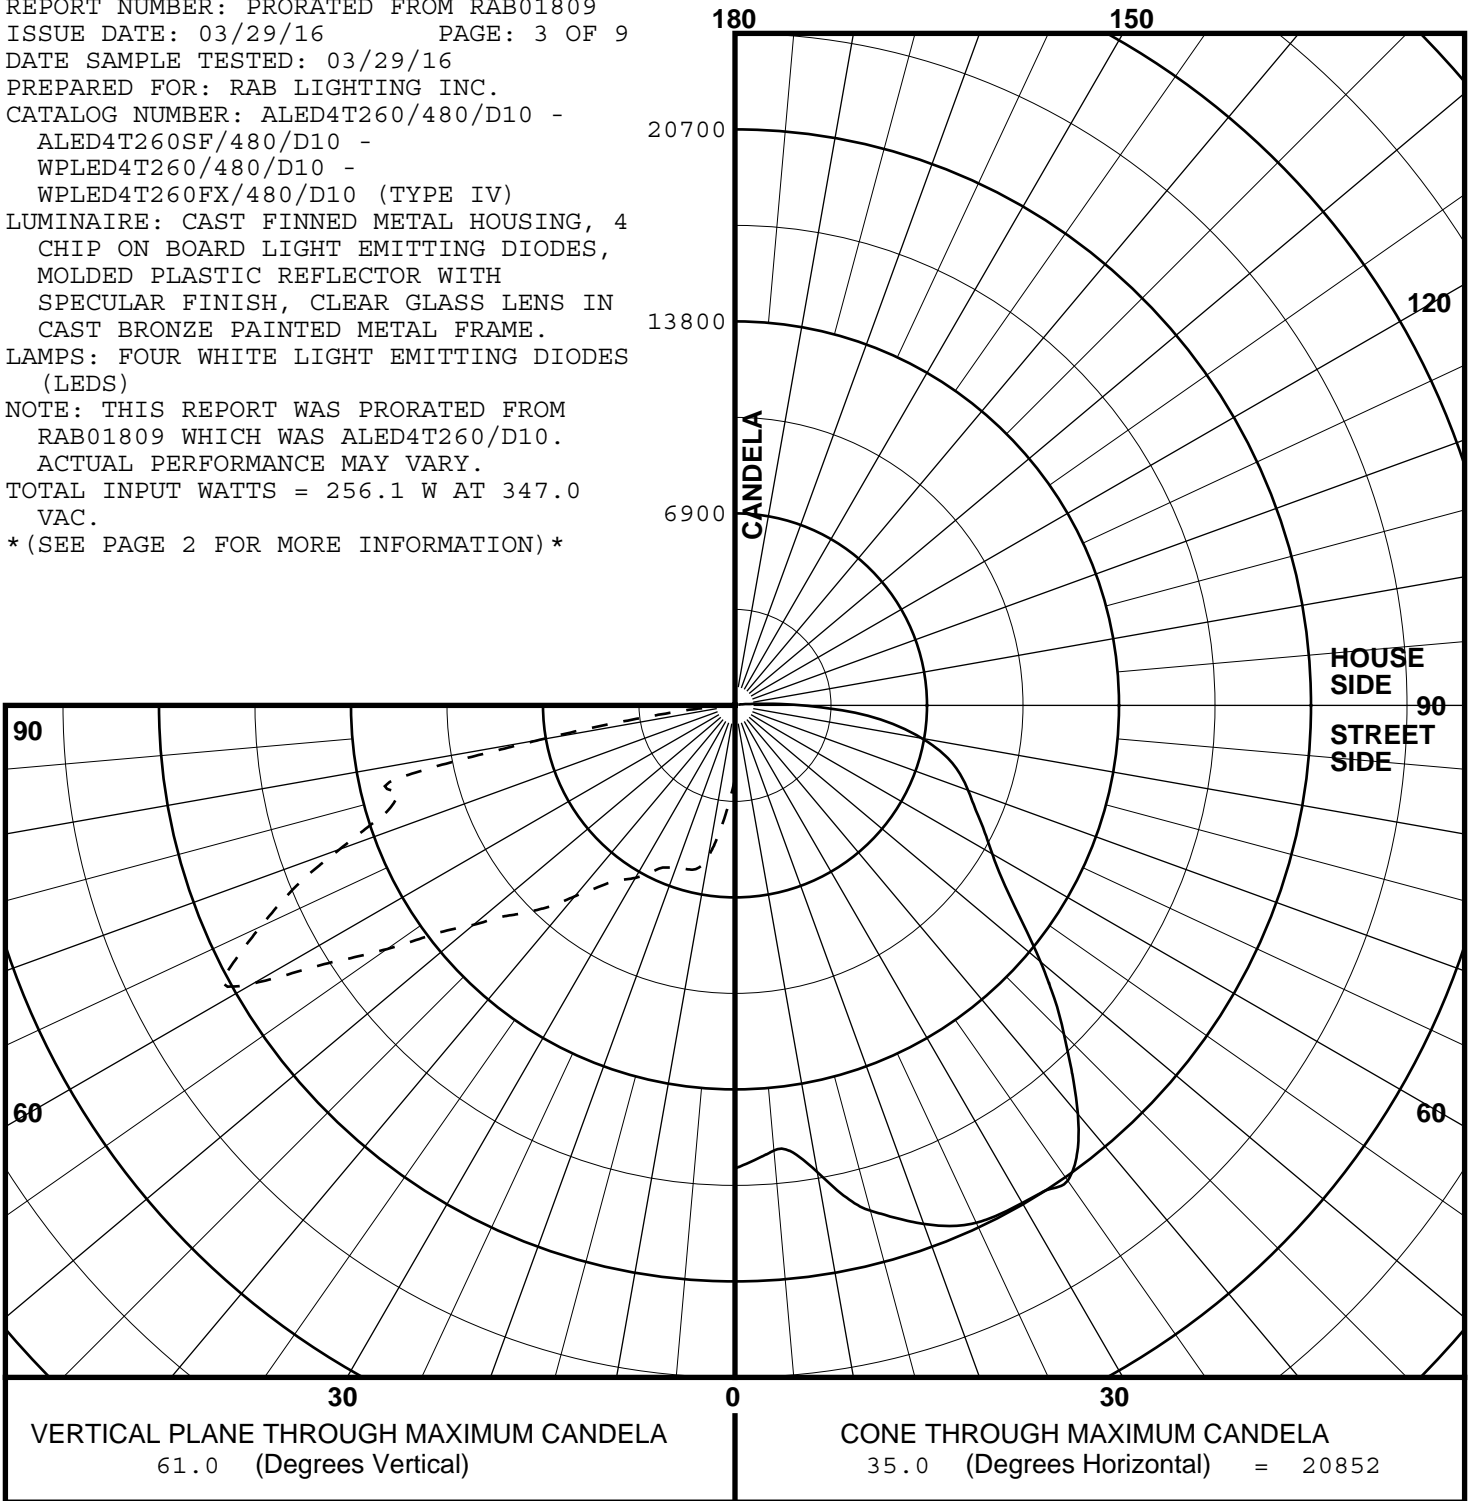 REPORT NUMBER: PRORATED FROM RAB01809
ISSUE DATE: 03/29/16 PAGE: 3 OF 9
DATE SAMPLE TESTED: 03/29/16
PREPARED FOR: RAB LIGHTING INC.
CATALOG NUMBER: ALED4T260/480/D10 -
ALED4T260SF/480/D10 -
WPLED4T260/480/D10 -
WPLED4T260FX/480/D10 (TYPE IV)
LUMINAIRE: CAST FINNED METAL HOUSING, 4
CHIP ON BOARD LIGHT EMITTING DIODES,
MOLDED PLASTIC REFLECTOR WITH
SPECULAR FINISH, CLEAR GLASS LENS IN
CAST BRONZE PAINTED METAL FRAME.
LAMPS: FOUR WHITE LIGHT EMITTING DIODES
(LEDS)
NOTE: THIS REPORT WAS PRORATED FROM
RAB01809 WHICH WAS ALED4T260/D10.
ACTUAL PERFORMANCE MAY VARY.
TOTAL INPUT WATTS = 256.1 W AT 347.0
VAC.
*(SEE PAGE 2 FOR MORE INFORMATION)*
180
150
20700
120
13800
CANDELA
6900
HOUSE
SIDE
90
90
STREET
SIDE
60
60
30
0
30
VERTICAL PLANE THROUGH MAXIMUM CANDELA
61.0 (Degrees Vertical)
CONE THROUGH MAXIMUM CANDELA
35.0 (Degrees Horizontal) = 20852